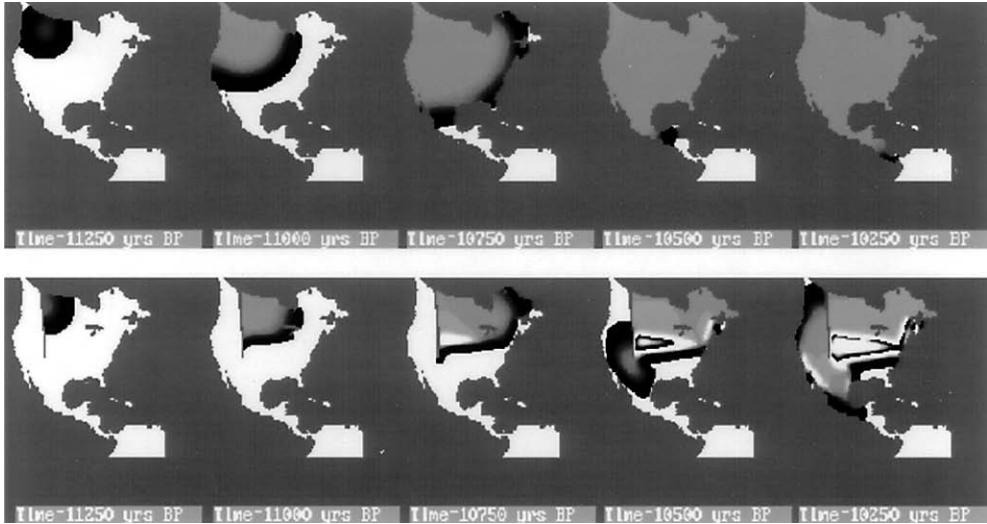 Time-11250 yrs BP
Time-11000 yrs BP
Time-10750 yrs BP
Time-10500 yrs BP
Time-10250 yrs BP
Time-11250 yrs BP
Time-11000 yrs BP
Time-10750 yrs BP
Time-10500 yrs BP
Time-10250 yrs BP